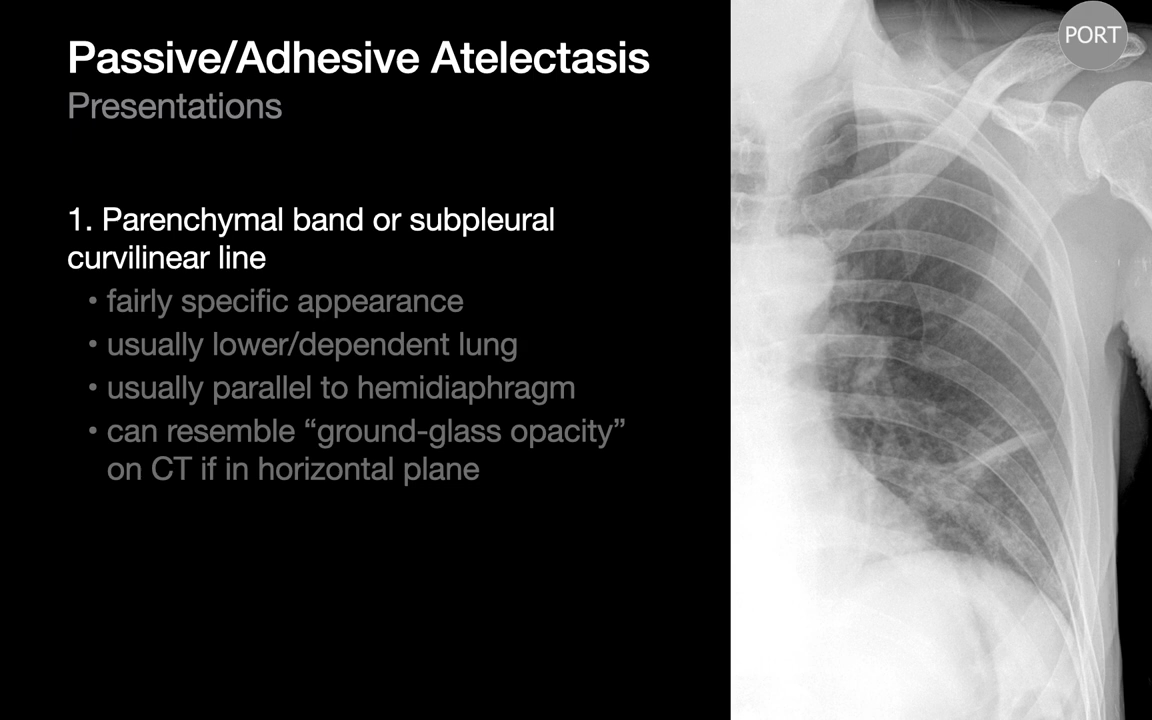 Passive/Adhesive Atelectasis
Presentations
1. Parenchymal band or subpleural
curvilinear line
• fairly specific appearance
• usually lower/dependent lung
• usually parallel to hemidiaphragm
• can resemble “ground-glass opacity”
on CT if in horizontal plane
PORT